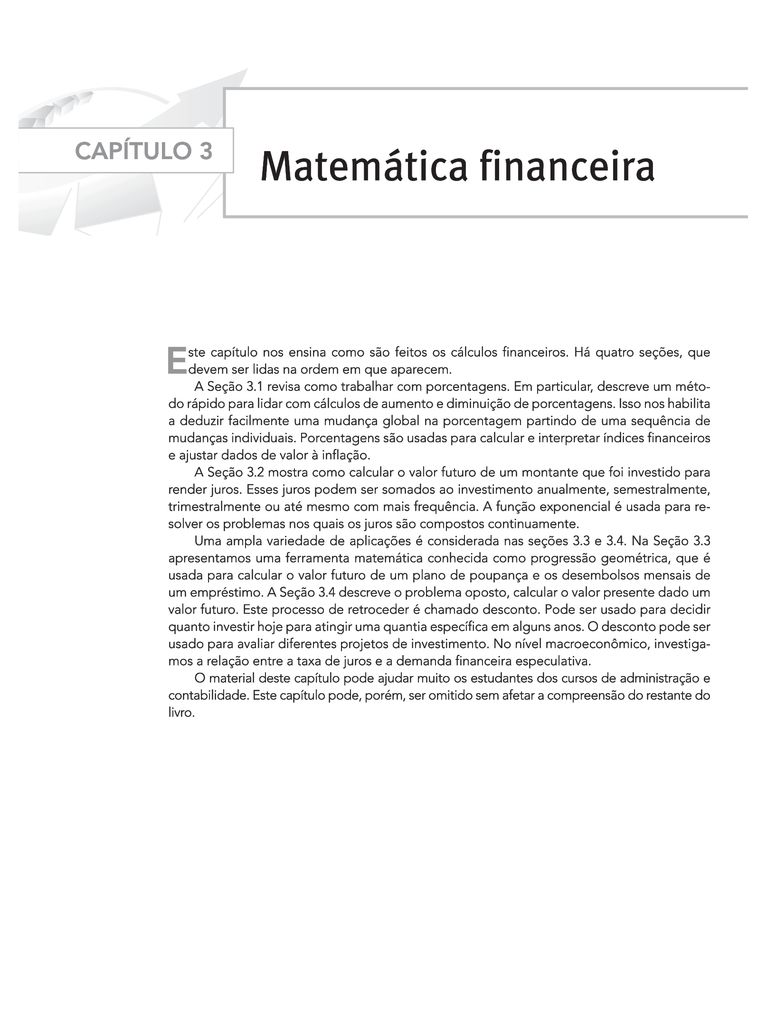 CAPÍTULO 3
Matemática financeira
Este capítulo nos ensina como são feitos os cálculos financeiros. Há quatro seções, que
devem ser lidas na ordem em que aparecem.
A Seção 3.1 revisa como trabalhar com porcentagens. Em particular, descreve um méto-
do rápido para lidar com cálculos de aumento e diminuição de porcentagens. Isso nos habilita
a deduzir facilmente uma mudança global na porcentagem partindo de uma sequência de
mudanças individuais. Porcentagens são usadas para calcular e interpretar índices financeiros
e ajustar dados de valor à inflação.
A Seção 3.2 mostra como calcular o valor futuro de um montante que foi investido para
render juros. Esses juros podem ser somados ao investimento anualmente, semestralmente,
trimestralmente ou até mesmo com mais frequência. A função exponencial é usada para re-
solver os problemas nos quais os juros são compostos continuamente.
Uma ampla variedade de aplicações é considerada nas seções 3.3 e 3.4. Na Seção 3.3
apresentamos uma ferramenta matemática conhecida como progressão geométrica, que é
usada para calcular o valor futuro de um plano de poupança e os desembolsos mensais de
um empréstimo. A Seção 3.4 descreve o problema oposto, calcular o valor presente dado um
valor futuro. Este processo de retroceder é chamado desconto. Pode ser usado para decidir
quanto investir hoje para atingir uma quantia específica em alguns anos. O desconto pode ser
usado para avaliar diferentes projetos de investimento. No nível macroeconômico, investiga-
mos a relação entre a taxa de juros e a demanda financeira especulativa.
O material deste capítulo pode ajudar muito os estudantes dos cursos de administração e
contabilidade. Este capítulo pode, porém, ser omitido sem afetar a compreensão do restante do
livro.